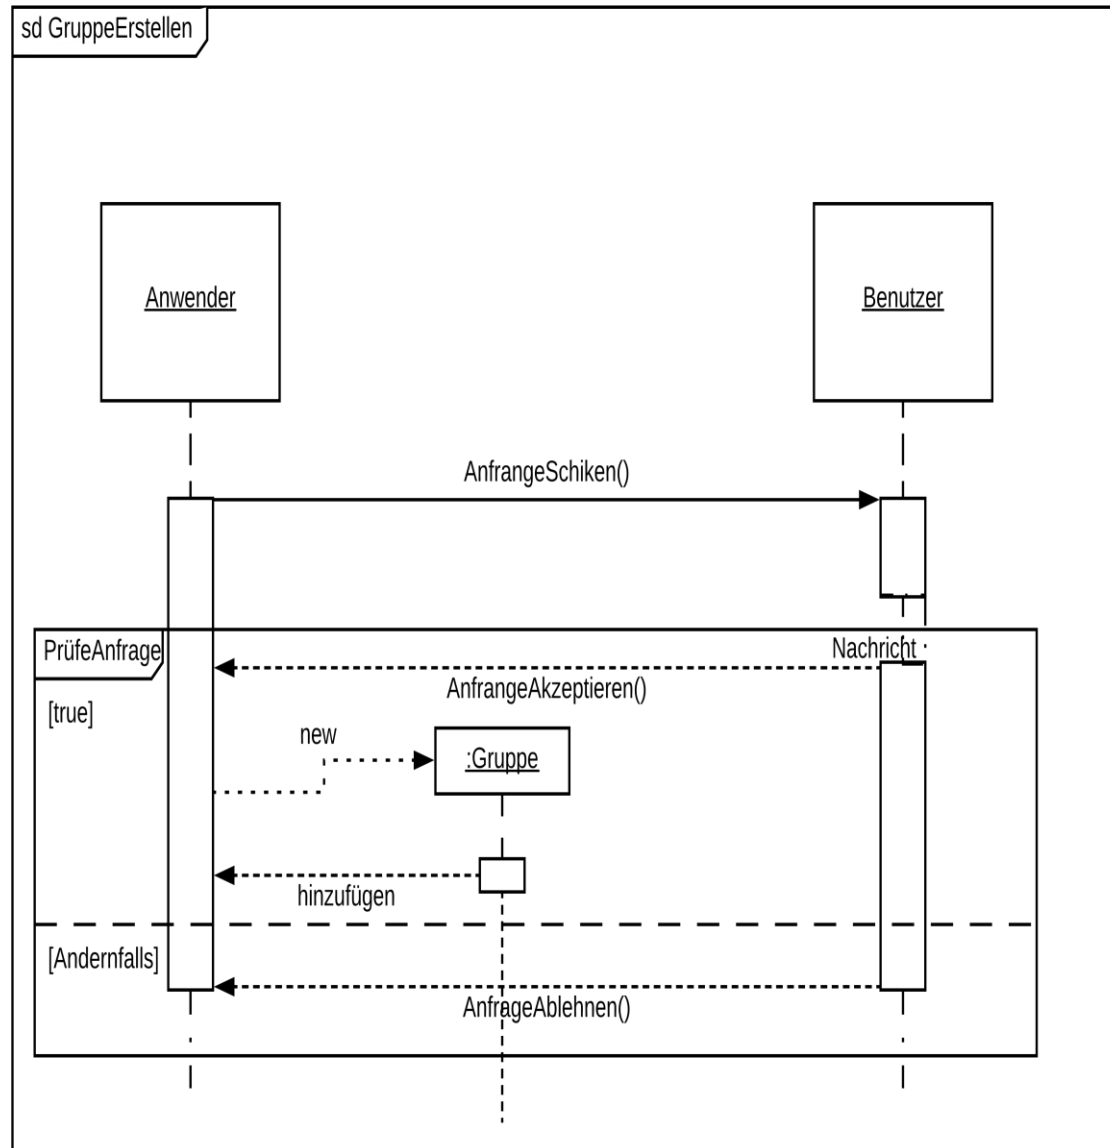 sd GruppeErstellen
Anwender
Benutzer
AnfrangeSchiken()
PrüfeAnfrage
Nachricht
AnfrangeAkzeptieren()
[true]
new
:Gruppe
hinzufügen
[Andernfalls]
AnfrageAblehnen()